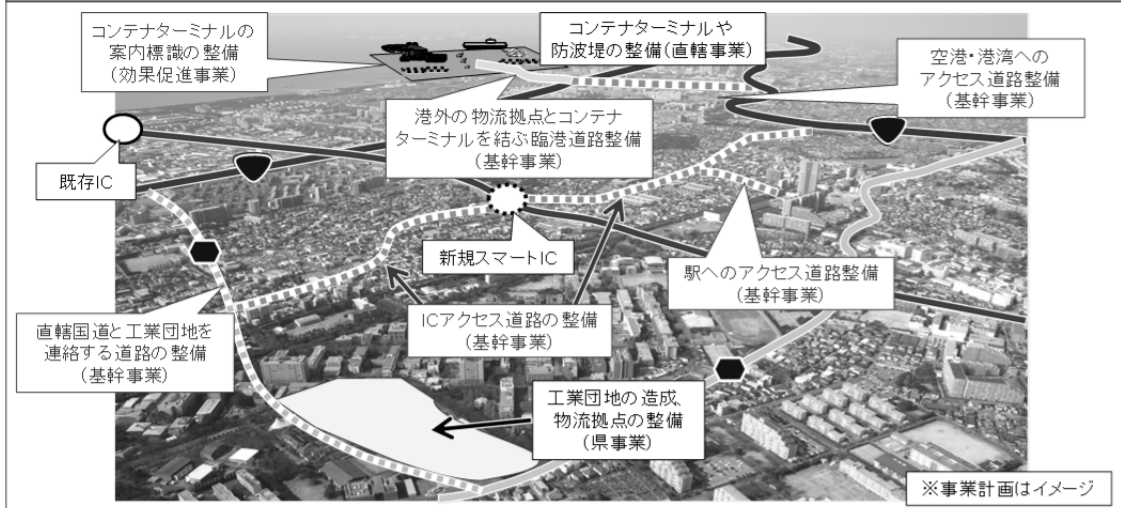 コンテナターミナルの
案内標識の整備
(効果促進事業)
コンテナターミナルや
防波堤の整備(直轄事業)
空港・港湾への
アクセス道路整備
(基幹事業)
港外の物流拠点とコンテナ
ターミナルを結ぶ臨港道路整備
(基幹事業)
既存IC
新規スマートIC
駅へのアクセス道路整備
(基幹事業)
直轄国道と工業団地を
連絡する道路の整備
(基幹事業)
ICアクセス道路の整備
(基幹事業)
工業団地の造成、
物流拠点の整備
(県事業)
※事業計画はイメージ